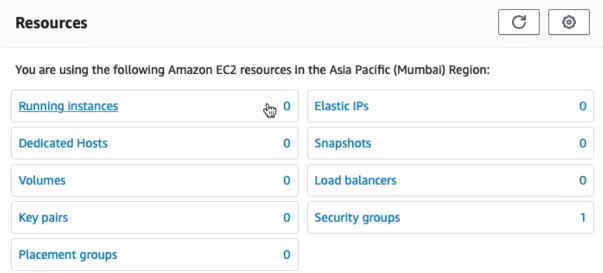 Resources
You are using the following Amazon EC2 resources in the Asia Pacific (Mumbai) Region:
Running instances 0 Elastic IPs 0
Dedicated Hosts 0 Snapshots 0
Volumes 0 Load balancers 0
Key pairs 0 Security groups 1
Placement groups 0